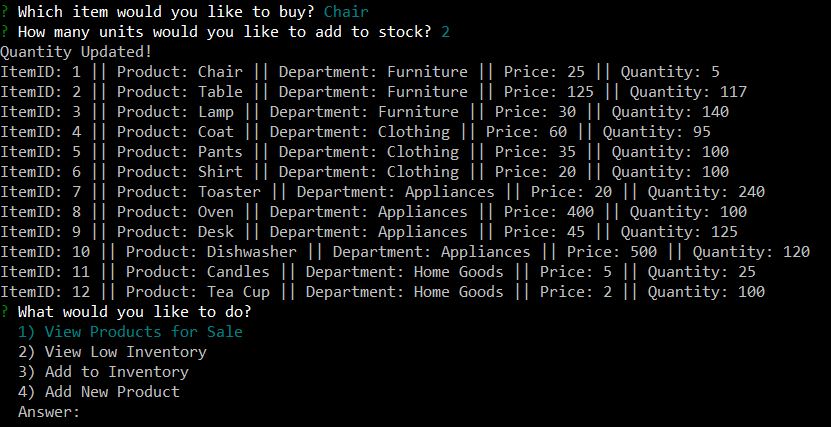 ? Which item would you like to buy? Chair
? How many units would you like to add to stock? 2
Quantity Updated!
ItemID: 1 || Product: Chair || Department: Furniture || Price: 25 || Quantity: 5
ItemID: 2 || Product: Table || Department: Furniture || Price: 125 || Quantity: 117
ItemID: 3 || Product: Lamp || Department: Furniture || Price: 30 || Quantity: 140
ItemID: 4 || Product: Coat || Department: Clothing || Price: 60 || Quantity: 95
ItemID: 5 || Product: Pants || Department: Clothing || Price: 35 || Quantity: 100
ItemID: 6 || Product: Shirt || Department: Clothing || Price: 20 || Quantity: 100
ItemID: 7 || Product: Toaster || Department: Appliances || Price: 20 || Quantity: 240
ItemID: 8 || Product: Oven || Department: Appliances || Price: 400 || Quantity: 100
ItemID: 9 || Product: Desk || Department: Appliances || Price: 45 || Quantity: 125
ItemID: 10 || Product: Dishwasher || Department: Appliances || Price: 500 || Quantity: 120
ItemID: 11 || Product: Candles || Department: Home Goods || Price: 5 || Quantity: 25
ItemID: 12 || Product: Tea Cup || Department: Home Goods || Price: 2 || Quantity: 100
? What would you like to do?
1) View Products for Sale
2) View Low Inventory
3) Add to Inventory
4) Add New Product
Answer: